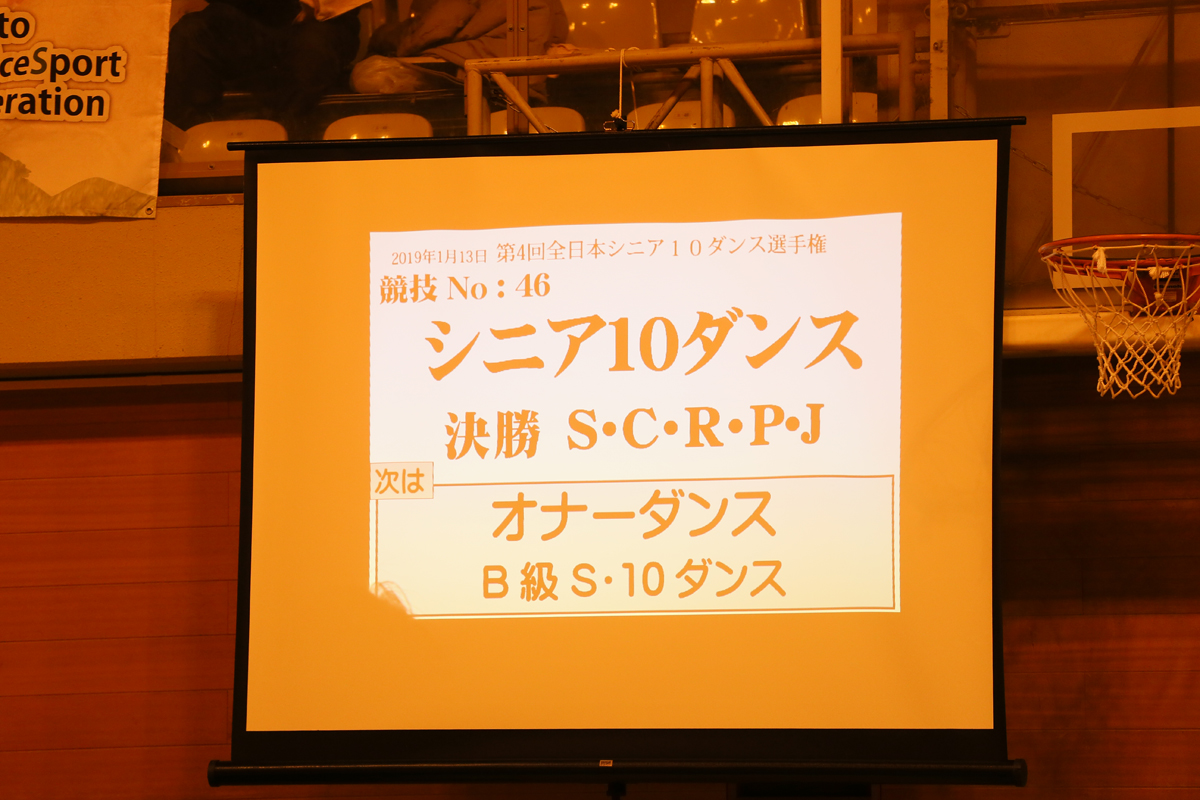 to
ceSport
eration
2019年1月13日 第4回全日本シニア１０ダンス選手権
競技 No：46
シニア10ダンス
決勝 S・C・R・P・J
次は
オナーダンス
B級 S・10ダンス